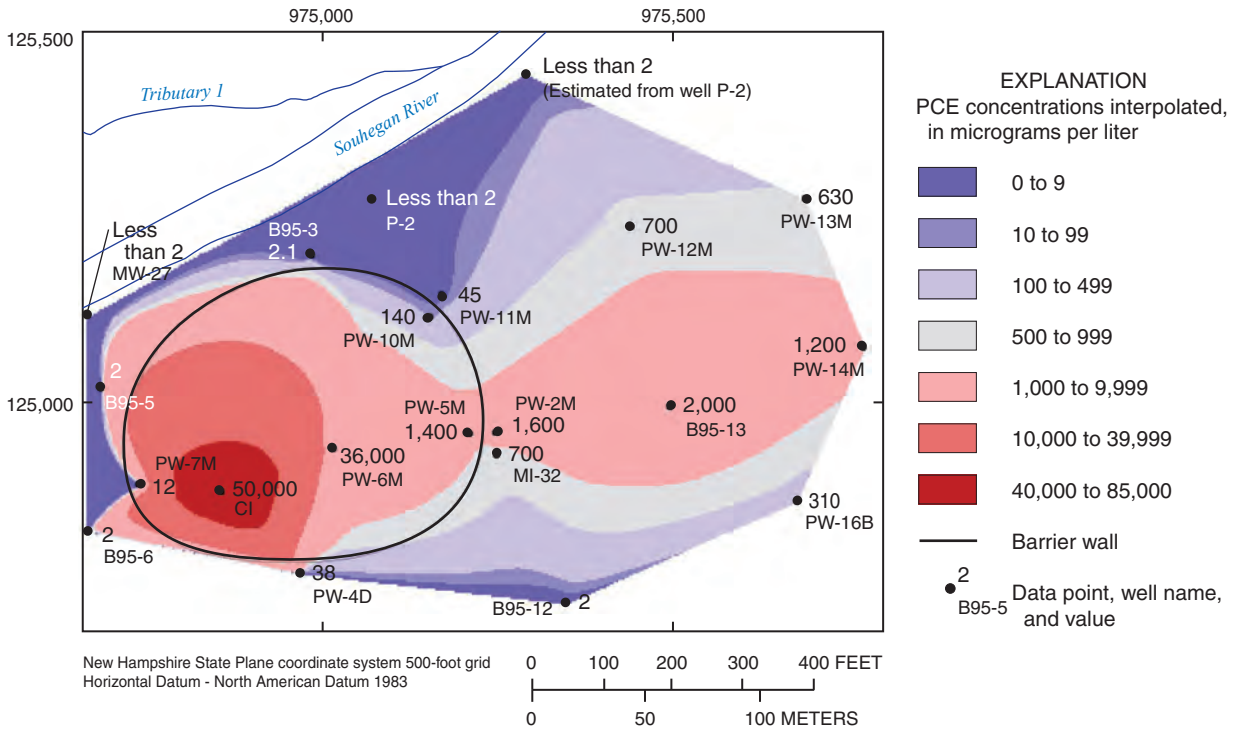 975,000
975,500
125,500
Tributary 1
Souhegan River
Less than 2
(Estimated from well P-2)
Less than 2
P-2
Less
than 2
MW-27
B95-3
2.1
630
PW-13M
700
PW-12M
45
PW-11M
140
PW-10M
1,200
PW-14M
2
B95-5
125,000
PW-5M
1,400
PW-2M
1,600
2,000
B95-13
700
MI-32
36,000
PW-6M
PW-7M
12
50,000
CI
310
PW-16B
2
B95-6
38
PW-4D
B95-12
2
New Hampshire State Plane coordinate system 500-foot grid
Horizontal Datum - North American Datum 1983
0 100 200 300 400 FEET
0 50 100 METERS
EXPLANATION
PCE concentrations interpolated,
in micrograms per liter
0 to 9
10 to 99
100 to 499
500 to 999
1,000 to 9,999
10,000 to 39,999
40,000 to 85,000
Barrier wall
2
B95-5
Data point, well name,
and value